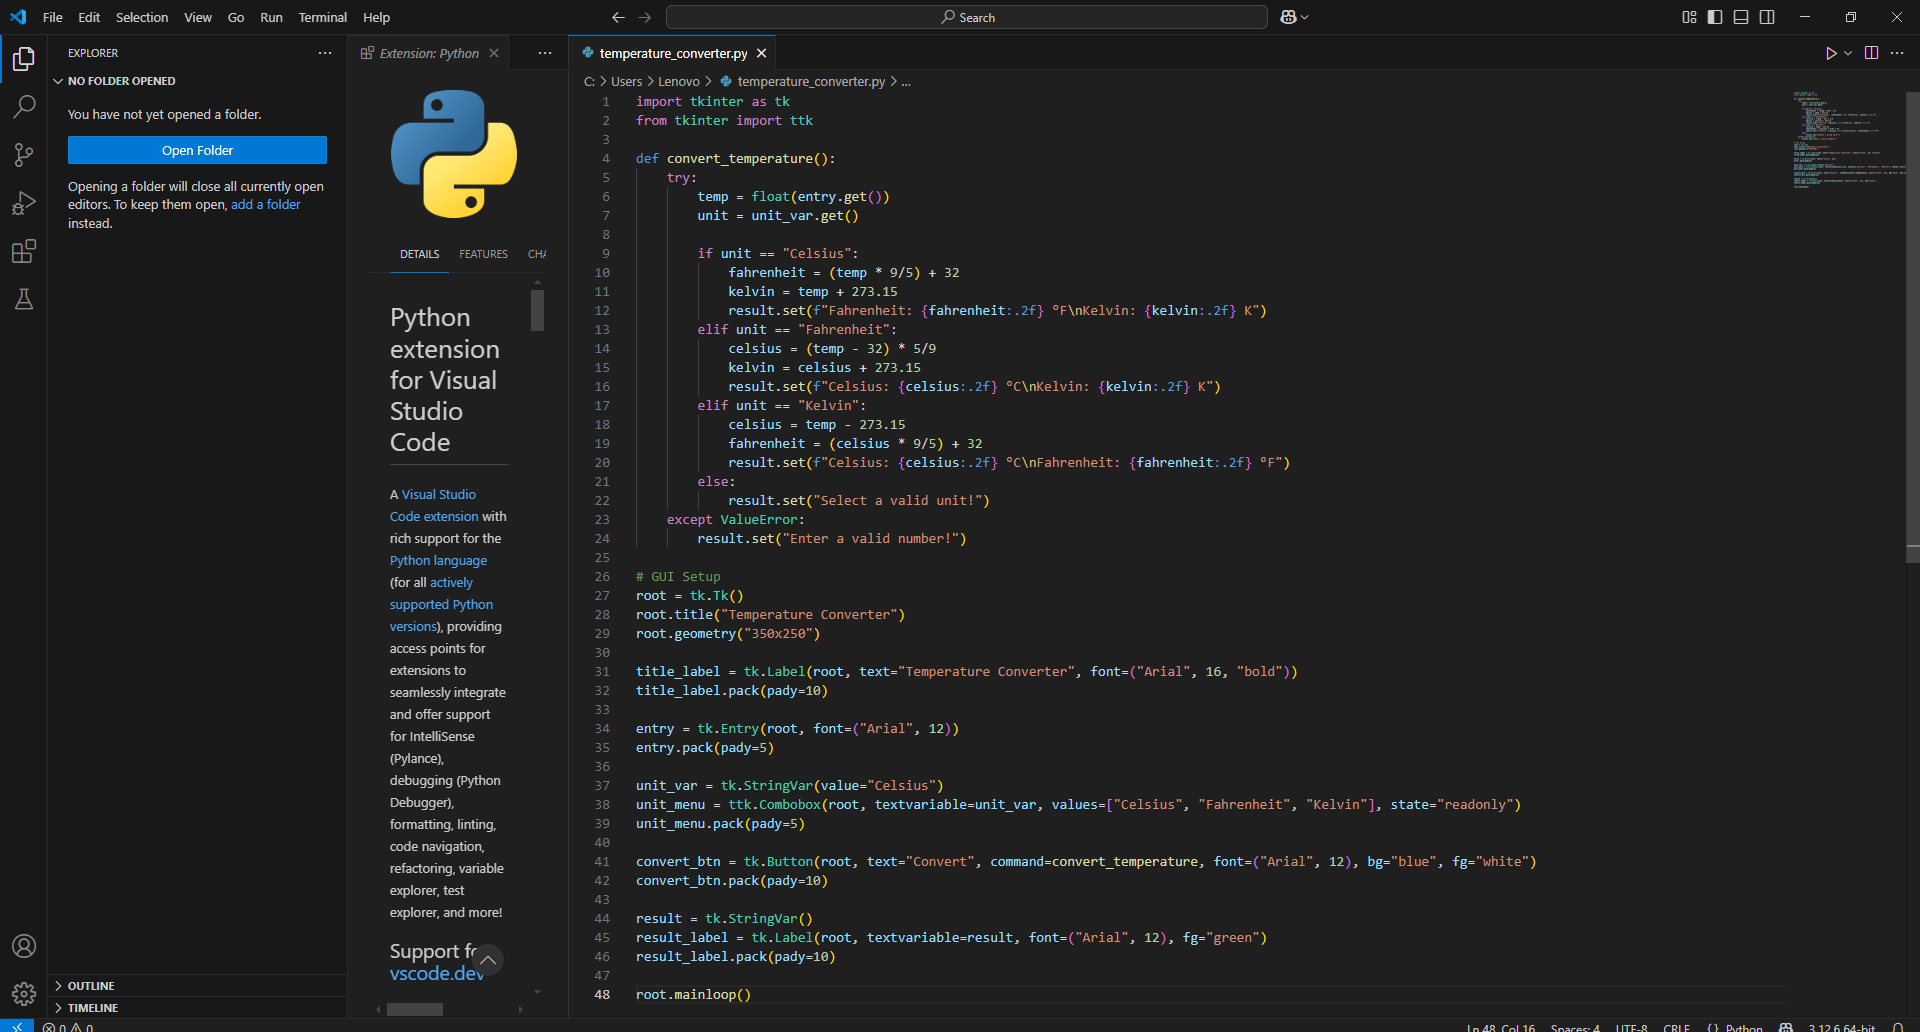 File Edit Selection View Go Run Terminal Help
Search
EXPLORER
NO FOLDER OPENED
You have not yet opened a folder.
Open Folder
Opening a folder will close all currently open
editors. To keep them open, add a folder
instead.
OUTLINE
TIMELINE
Extension: Python
DETAILS FEATURES CHA
Python
extension
for Visual
Studio
Code
A Visual Studio
Code extension with
rich support for the
Python language
(for all actively
supported Python
versions), providing
access points for
extensions to
seamlessly integrate
and offer support
for IntelliSense
(Pylance),
debugging (Python
Debugger),
formatting, linting,
code navigation,
refactoring, variable
explorer, test
explorer, and more!
Support fo
vscode.dev
temperature_converter.py
C: > Users > Lenovo > temperature_converter.py > ...
1 import tkinter as tk
2 from tkinter import ttk
3
4 def convert_temperature():
5     try:
6         temp = float(entry.get())
7         unit = unit_var.get()
8
9         if unit == "Celsius":
10             fahrenheit = (temp * 9/5) + 32
11             kelvin = temp + 273.15
12             result.set(f"Fahrenheit: {fahrenheit:.2f} °F\nKelvin: {kelvin:.2f} K")
13         elif unit == "Fahrenheit":
14             celsius = (temp - 32) * 5/9
15             kelvin = celsius + 273.15
16             result.set(f"Celsius: {celsius:.2f} °C\nKelvin: {kelvin:.2f} K")
17         elif unit == "Kelvin":
18             celsius = temp - 273.15
19             fahrenheit = (celsius * 9/5) + 32
20             result.set(f"Celsius: {celsius:.2f} °C\nFahrenheit: {fahrenheit:.2f} °F")
21         else:
22             result.set("Select a valid unit!")
23     except ValueError:
24         result.set("Enter a valid number!")
25
26 # GUI Setup
27 root = tk.Tk()
28 root.title("Temperature Converter")
29 root.geometry("350x250")
30
31 title_label = tk.Label(root, text="Temperature Converter", font=("Arial", 16, "bold"))
32 title_label.pack(pady=10)
33
34 entry = tk.Entry(root, font=("Arial", 12))
35 entry.pack(pady=5)
36
37 unit_var = tk.StringVar(value="Celsius")
38 unit_menu = ttk.Combobox(root, textvariable=unit_var, values=["Celsius", "Fahrenheit", "Kelvin"], state="readonly")
39 unit_menu.pack(pady=5)
40
41 convert_btn = tk.Button(root, text="Convert", command=convert_temperature, font=("Arial", 12), bg="blue", fg="white")
42 convert_btn.pack(pady=10)
43
44 result = tk.StringVar()
45 result_label = tk.Label(root, textvariable=result, font=("Arial", 12), fg="green")
46 result_label.pack(pady=10)
47
48 root.mainloop()
0 0
Ln 48, Col 16 Spaces: 4 UTF-8 CRLF {} Python 3.12.6 64-bit